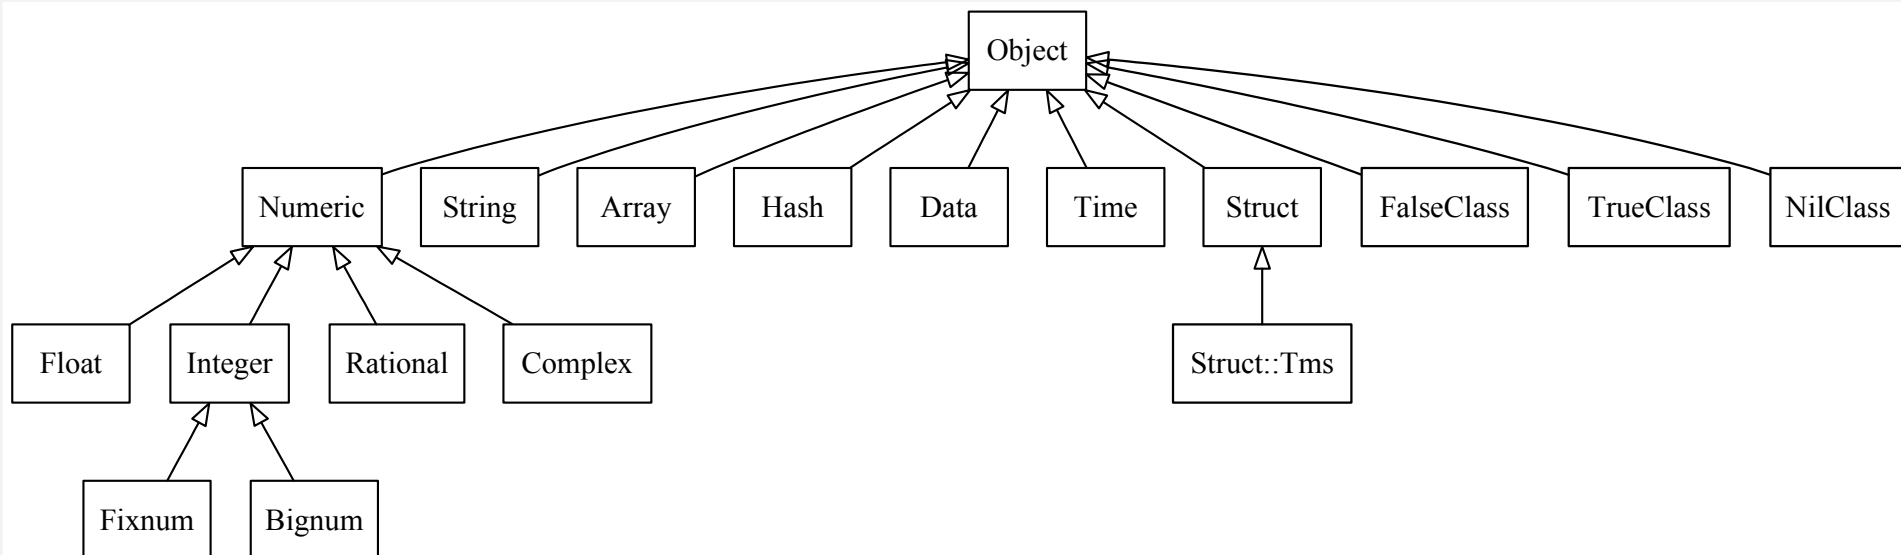 Object
Numeric
String
Array
Hash
Data
Time
Struct
FalseClass
TrueClass
NilClass
Float
Integer
Rational
Complex
Struct::Tms
Fixnum
Bignum